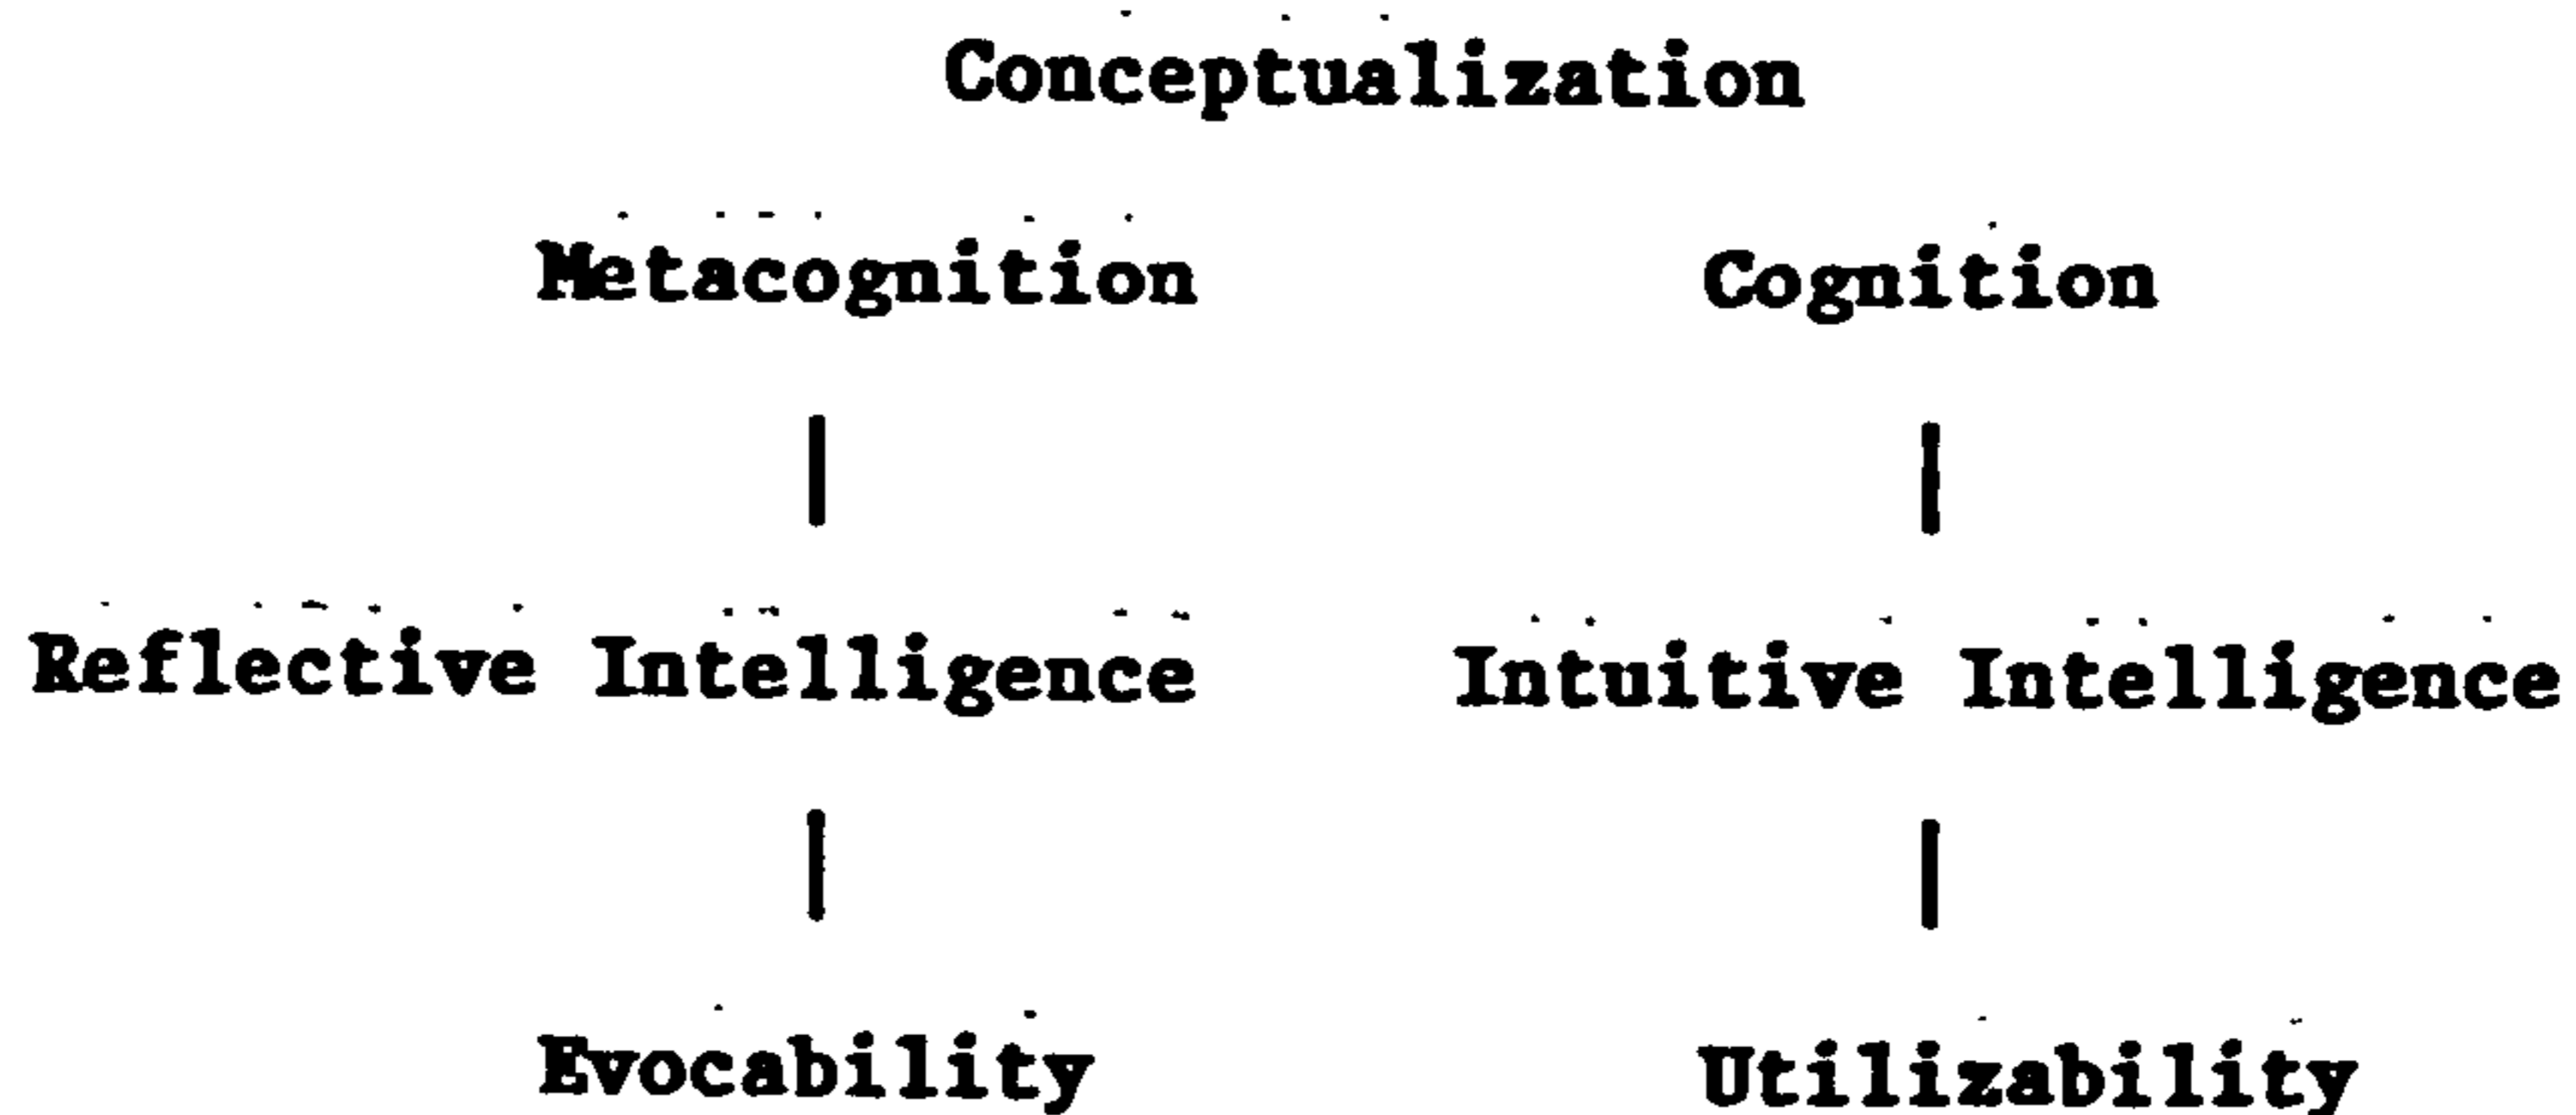 Conceptualization
Metacognition Cognition
Reflective Intelligence Intuitive Intelligence
Evocability Utilizability